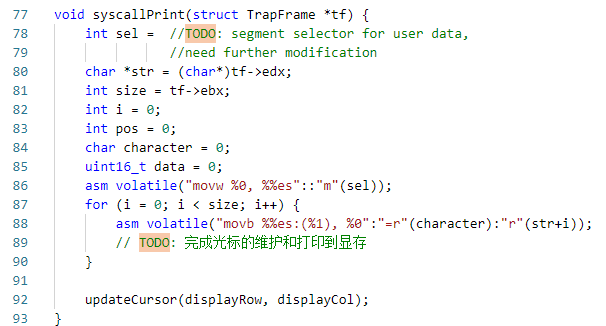 77 void syscallPrint(struct TrapFrame *tf) {
78 int sel = //TODO: segment selector for user data,
79 //need further modification
80 char *str = (char*)tf->edx;
81 int size = tf->ebx;
82 int i = 0;
83 int pos = 0;
84 char character = 0;
85 uint16_t data = 0;
86 asm volatile("movw %0, %%es"::"m"(sel));
87 for (i = 0; i < size; i++) {
88 asm volatile("movb %%es:(%1), %0":"=r"(character):"r"(str+i));
89 // TODO: 完成光标的维护和打印到显存
90 }
91
92 updateCursor(displayRow, displayCol);
93 }